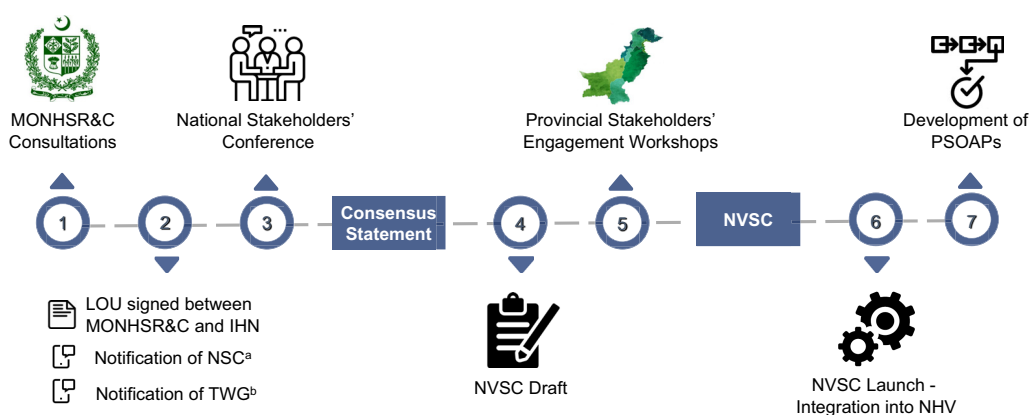 MONHSR&C
Consultations
National Stakeholders'
Conference
Provincial Stakeholders'
Engagement Workshops
Development of
PSOAPs
1
2
3
Consensus
Statement
4
5
NVSC
6
7
LOU signed between
MONHSR&C and IHN
Notification of NSCᵃ
Notification of TWGᵇ
NVSC Draft
NVSC Launch -
Integration into NHV